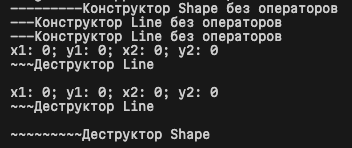 ---------Конструктор Shape без операторов
---Конструктор Line без операторов
---Конструктор Line без операторов
x1: 0; y1: 0; x2: 0; y2: 0
~~~Деструктор Line
x1: 0; y1: 0; x2: 0; y2: 0
~~~Деструктор Line
~~~~~~~~~Деструктор Shape